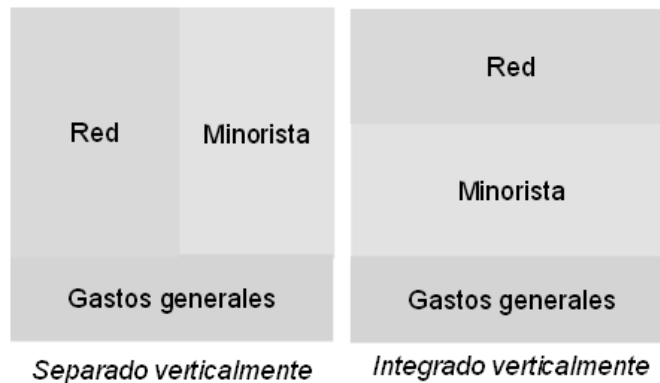 Red
Minorista
Gastos generales
Separado verticalmente
Red
Minorista
Gastos generales
Integrado verticalmente